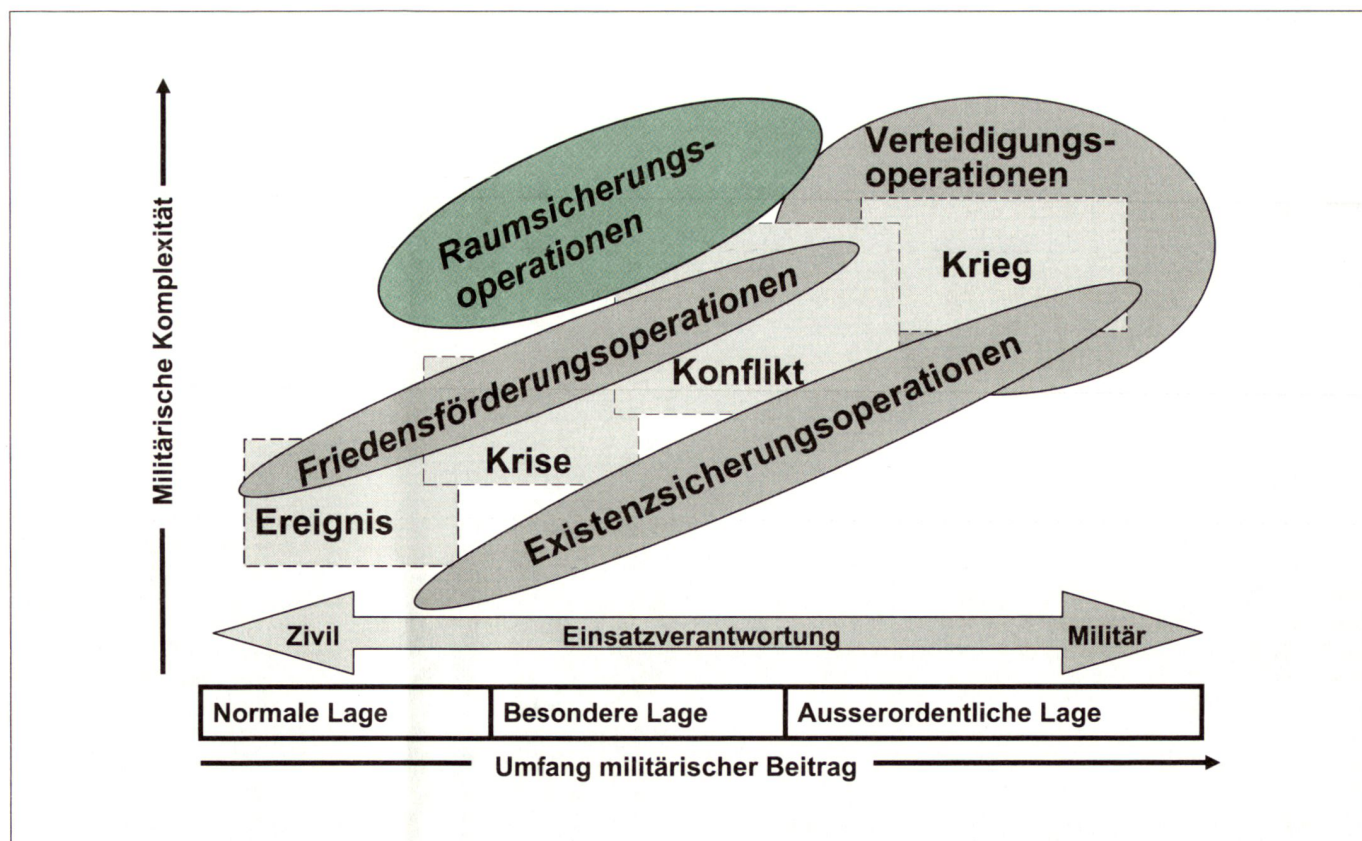 Militärische Komplexität
Raumsicherungs-
operationen
Verteidigungs-
operationen
Krieg
Friedensförderungsoperationen
Konflikt
Krise
Ereignis
Existenzsicherungsoperationen
Zivil
Einsatzverantwortung
Militär
Normale Lage
Besondere Lage
Ausserordentliche Lage
Umfang militärischer Beitrag